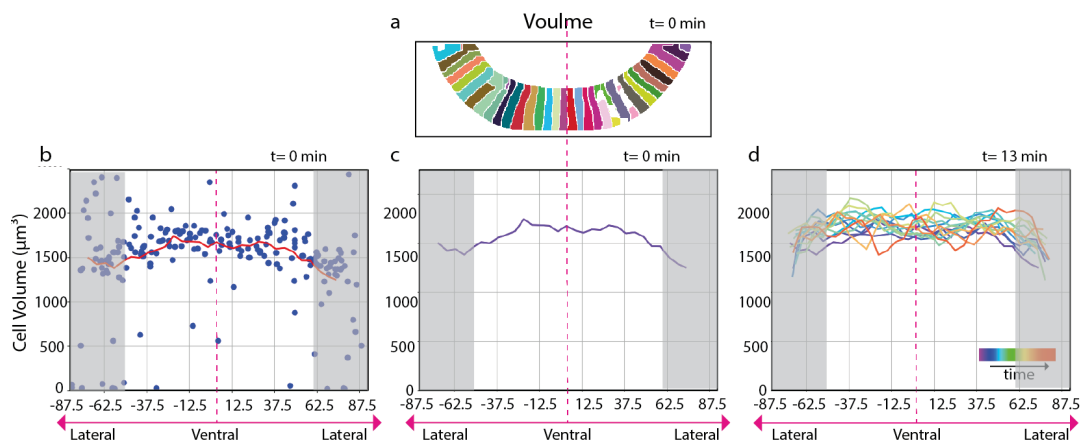 Voulme
a
t= 0 min
b
t= 0 min
c
t= 0 min
d
t= 13 min
Cell Volume (µm³)
2000
1500
1000
500
0
-87.5 -62.5 -37.5 -12.5 12.5 37.5 62.5 87.5
Lateral Ventral Lateral
2000
1500
1000
500
0
-87.5 -62.5 -37.5 -12.5 12.5 37.5 62.5 87.5
Lateral Ventral Lateral
2000
1500
1000
500
0
time
-87.5 -62.5 -37.5 -12.5 12.5 37.5 62.5 87.5
Lateral Ventral Lateral